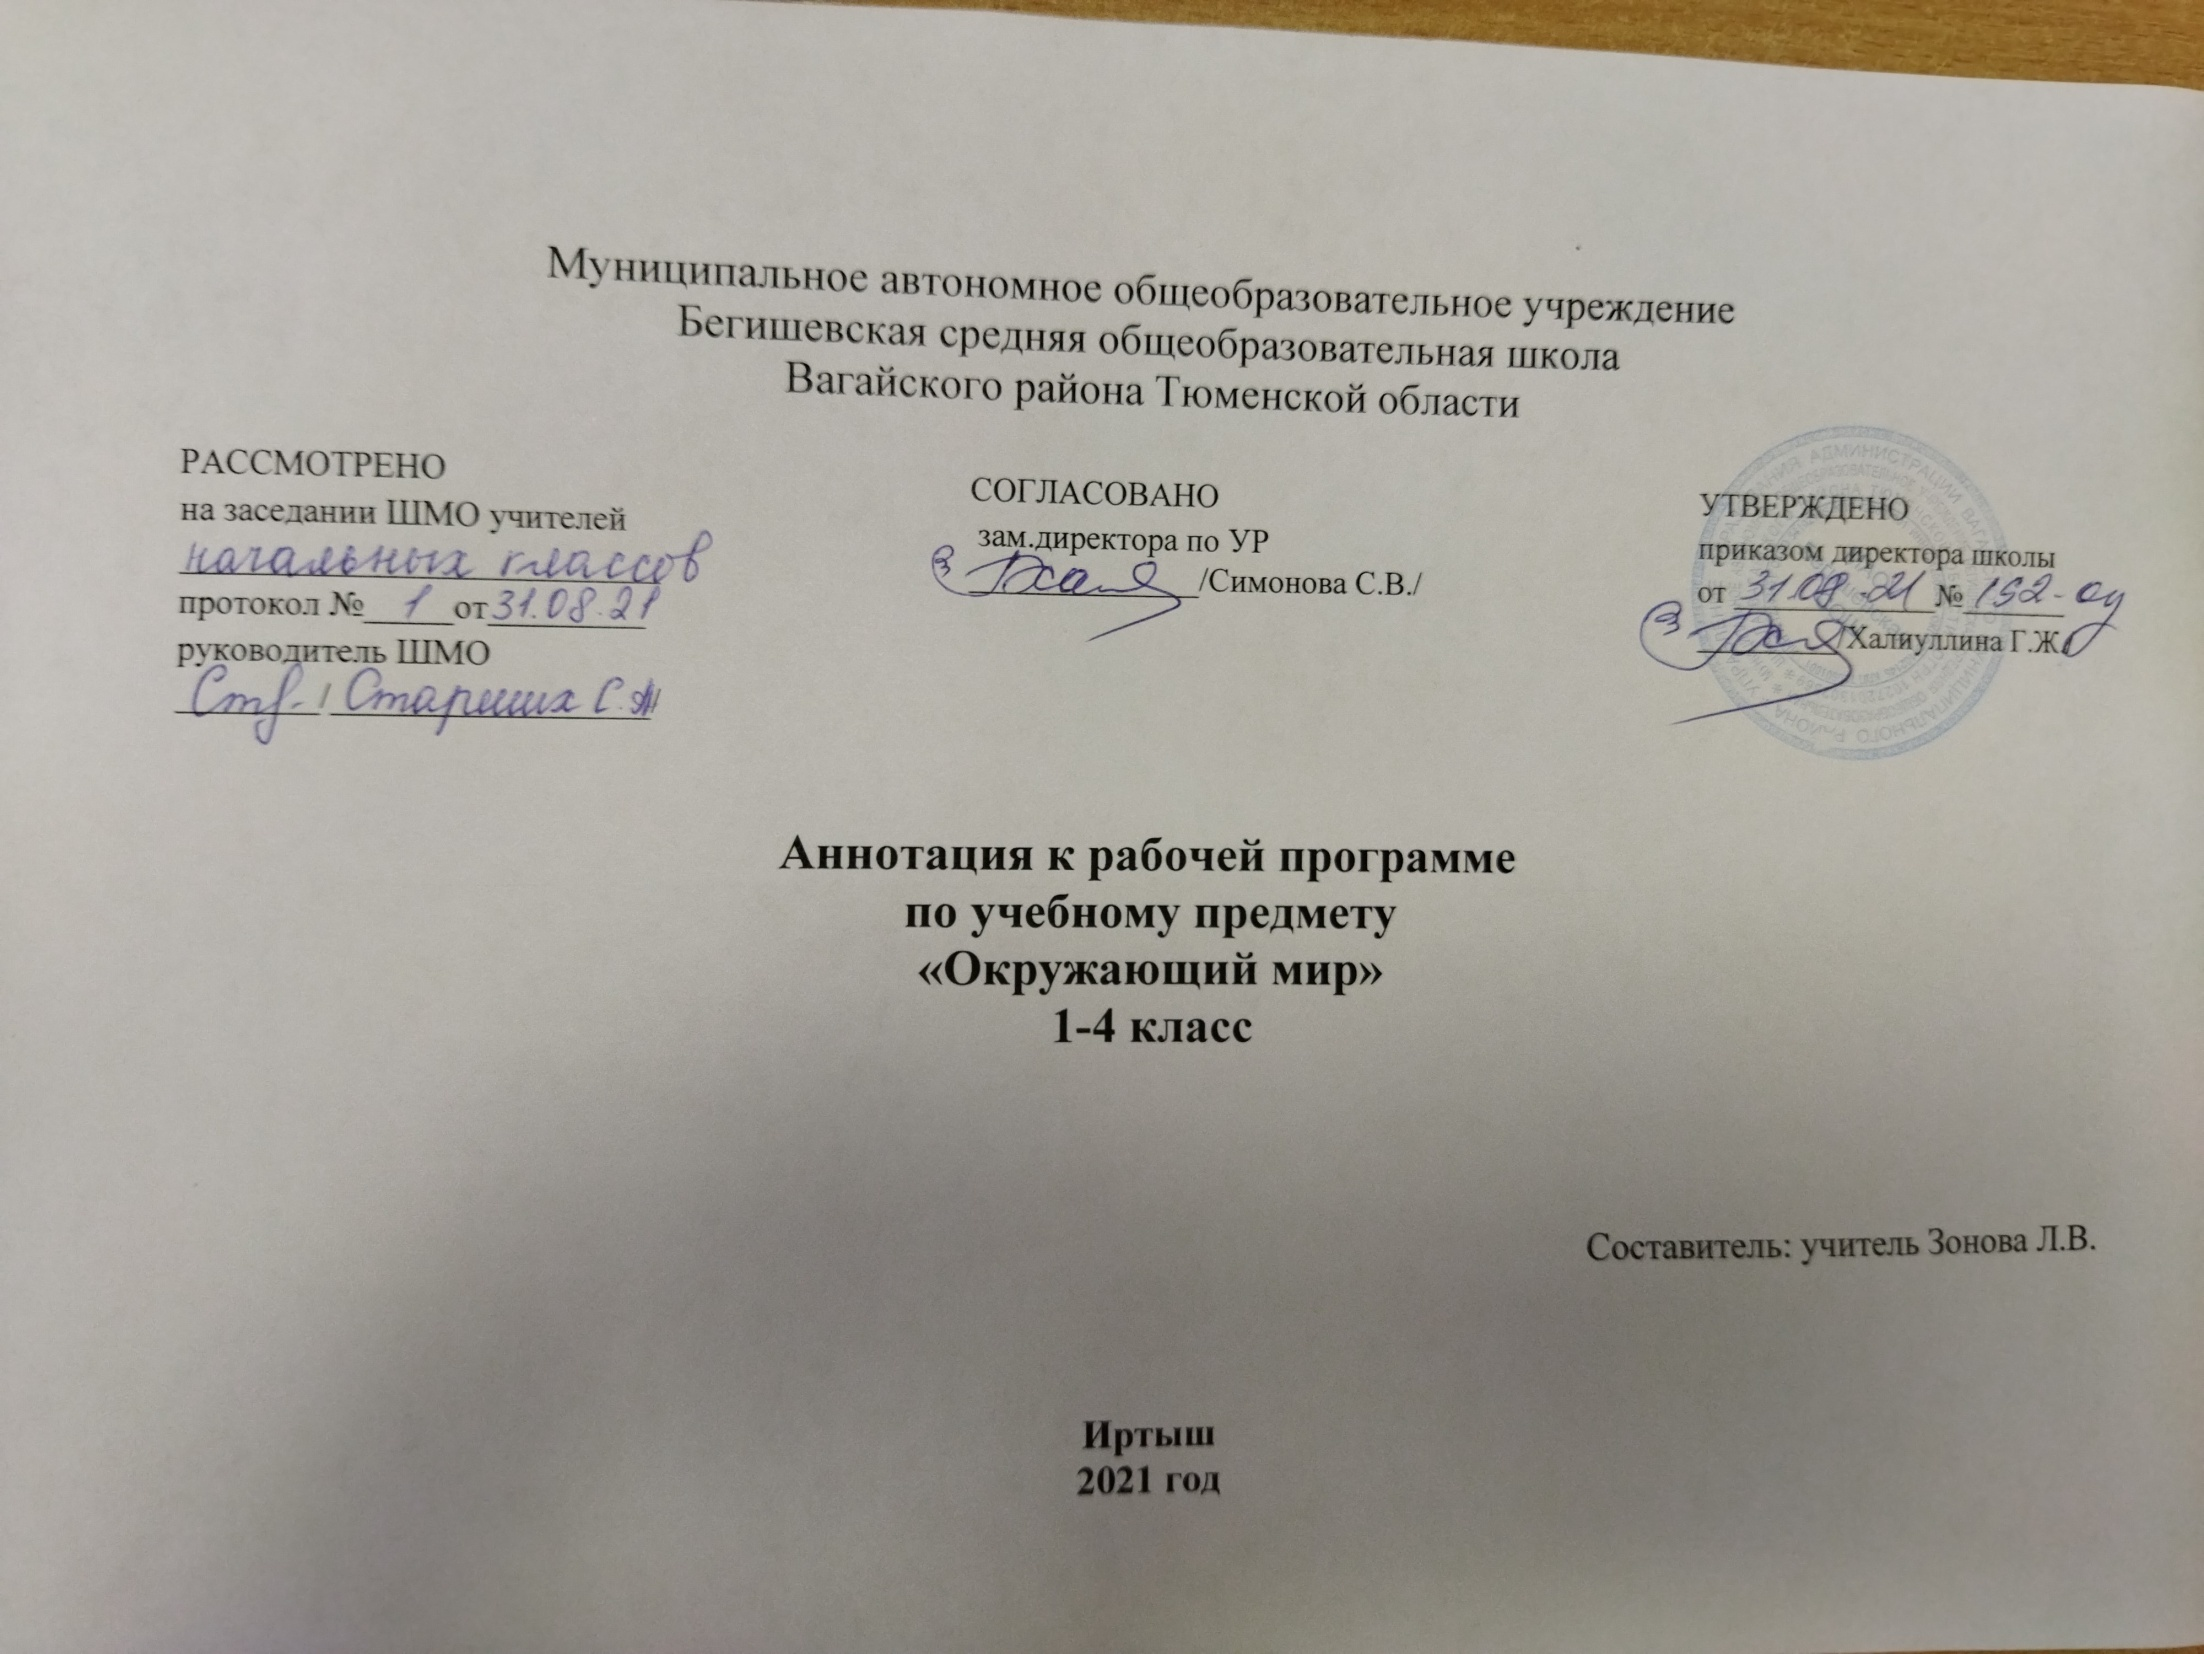 Муниципальное автономное общеобразовательное учреждение
Бегишевская средняя общеобразовательная школа
Вагайского района Тюменской области
РАССМОТРЕНО
на заседании ШМО учителей
начальных классов
протокол № 1 от 31.08.21
руководитель ШМО
СОГЛАСОВАНО
зам.директора по УР
/Симонова С.В./
УТВЕРЖДЕНО
приказом директора школы
от 31.08.21 № 152-оу
/Халиуллина Г.Ж.
Аннотация к рабочей программе
по учебному предмету
«Окружающий мир»
1-4 класс
Составитель: учитель Зонова Л.В.
Иртыш
2021 год